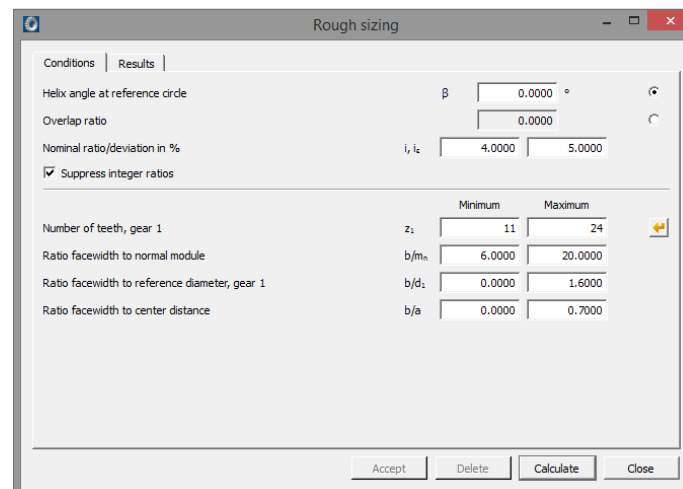 Rough sizing
Conditions Results
Helix angle at reference circle β 0.0000 °
Overlap ratio 0.0000
Nominal ratio/deviation in % i, iε 4.0000 5.0000
Suppress integer ratios
Minimum Maximum
Number of teeth, gear 1 z₁ 11 24
Ratio facewidth to normal module b/mₙ 6.0000 20.0000
Ratio facewidth to reference diameter, gear 1 b/d₁ 0.0000 1.6000
Ratio facewidth to center distance b/a 0.0000 0.7000
Accept Delete Calculate Close